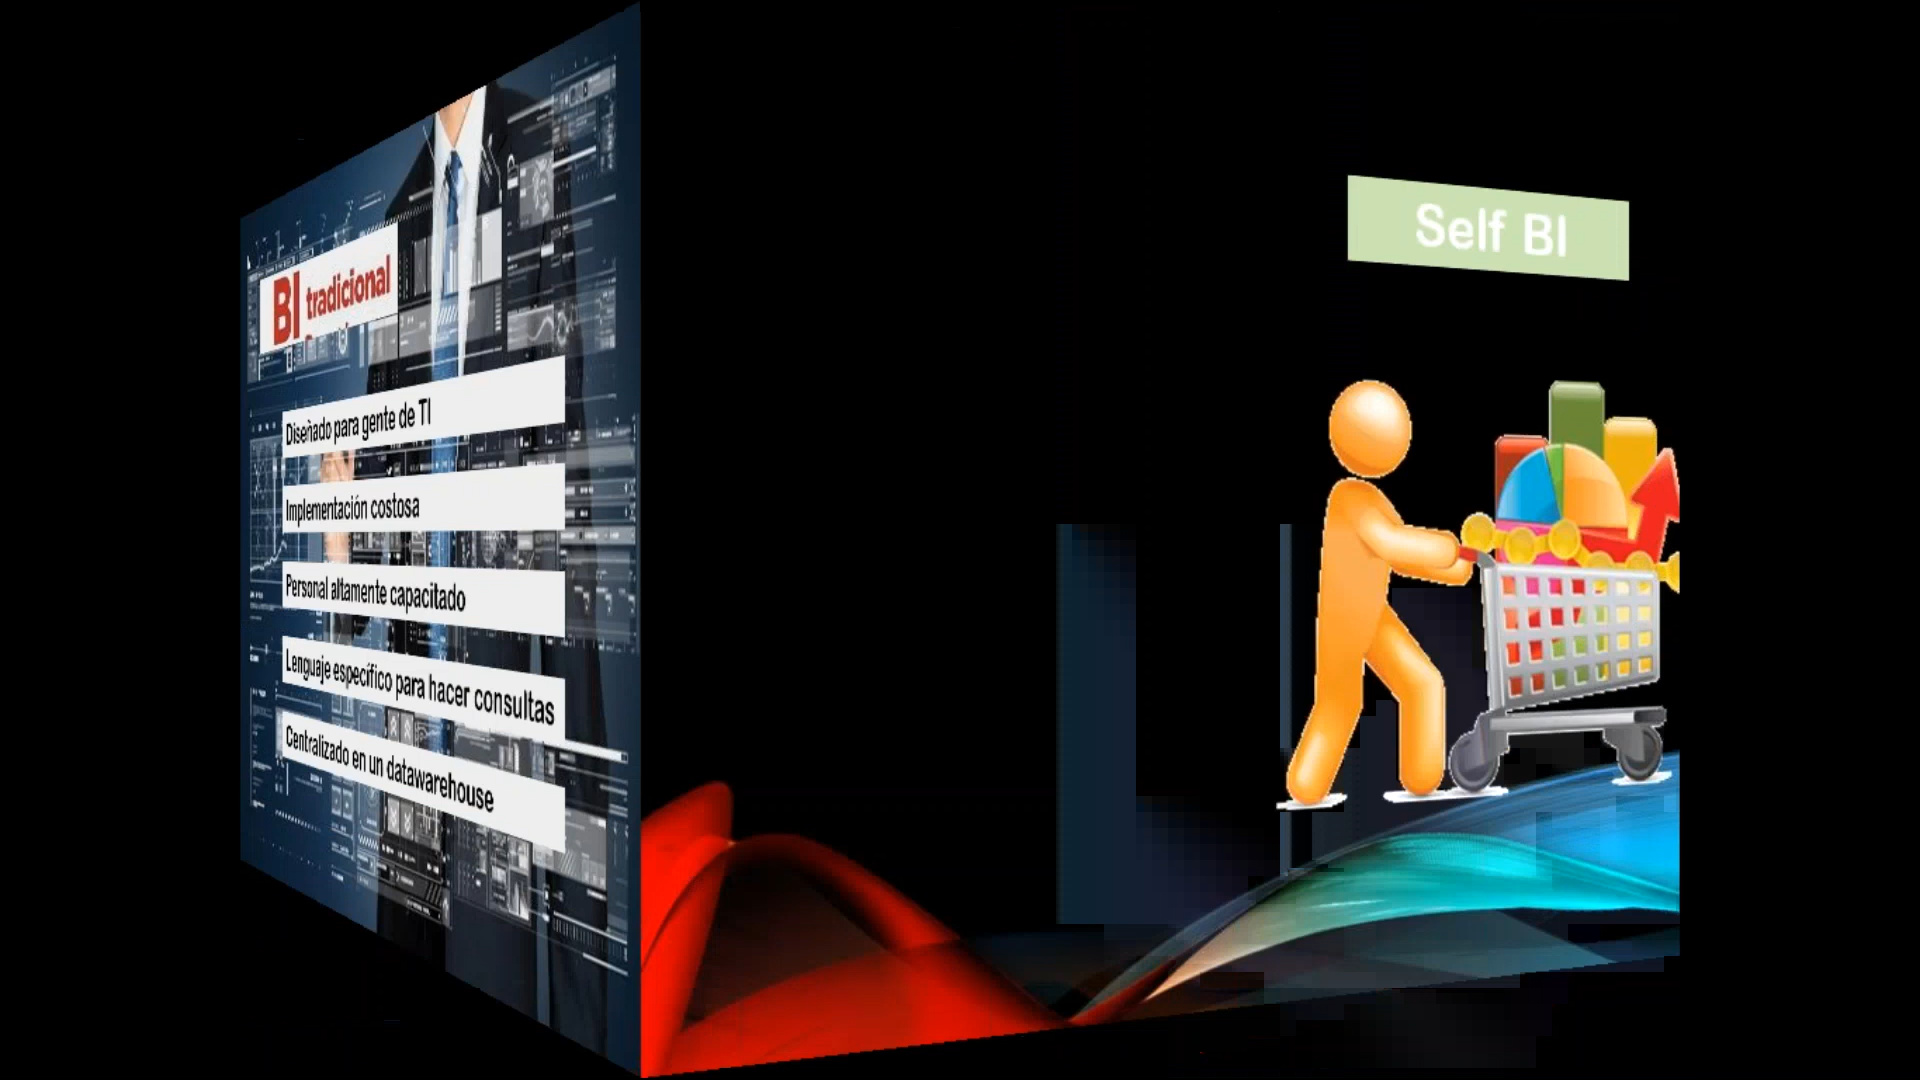 BI tradicional
Diseñado para gente de TI
Implementación costosa
Personal altamente capacitado
Lenguaje específico para hacer consultas
Centralizado en un datawarehouse
Self BI